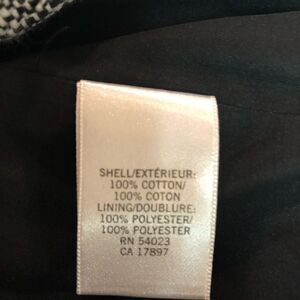 SHELL/EXTÉRIEUR:
100% COTTON/
100% COTON
LINING/DOUBLURE:
100% POLYESTER/
100% POLYESTER
RN 54023
CA 17897